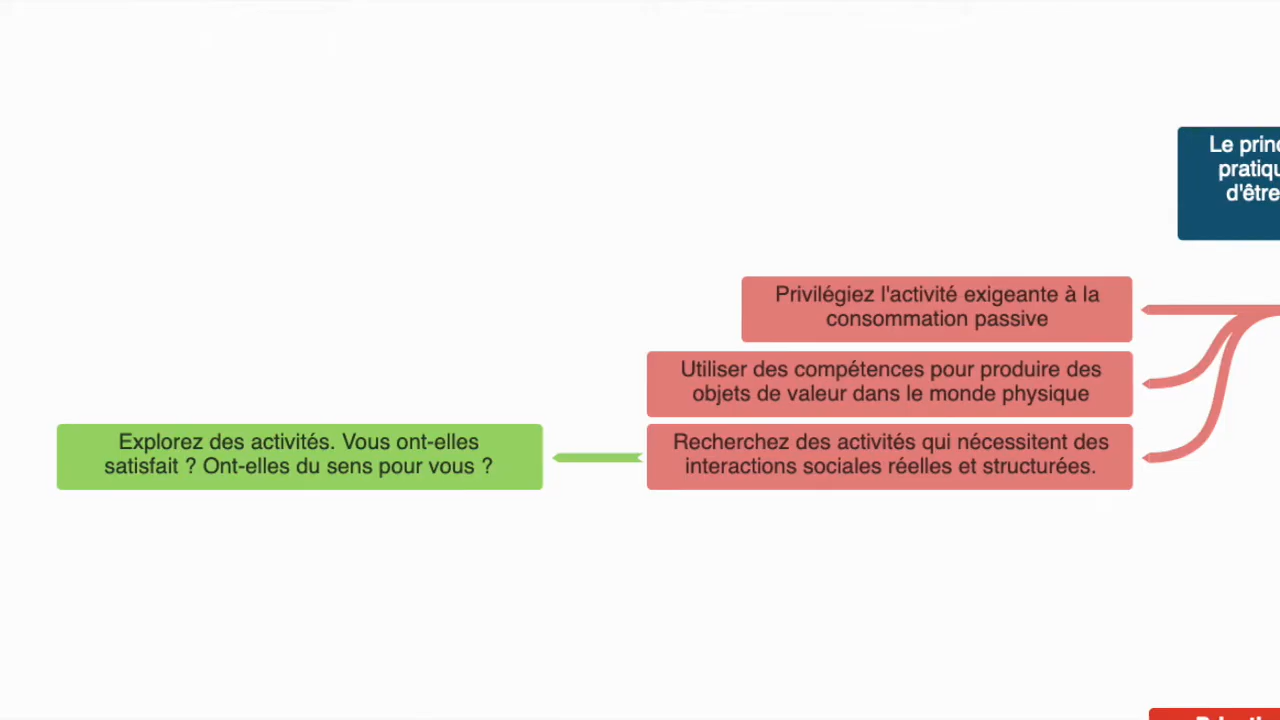 Le
d'être
Privilégiez l'activité exigeante à la
consommation passive
Utiliser des compétences pour produire des
objets de valeur dans le monde physique
Recherchez des activités qui nécessitent des
interactions sociales réelles et structurées.
Explorez des activités. Vous ont-elles
satisfait ? Ont-elles du sens pour vous ?